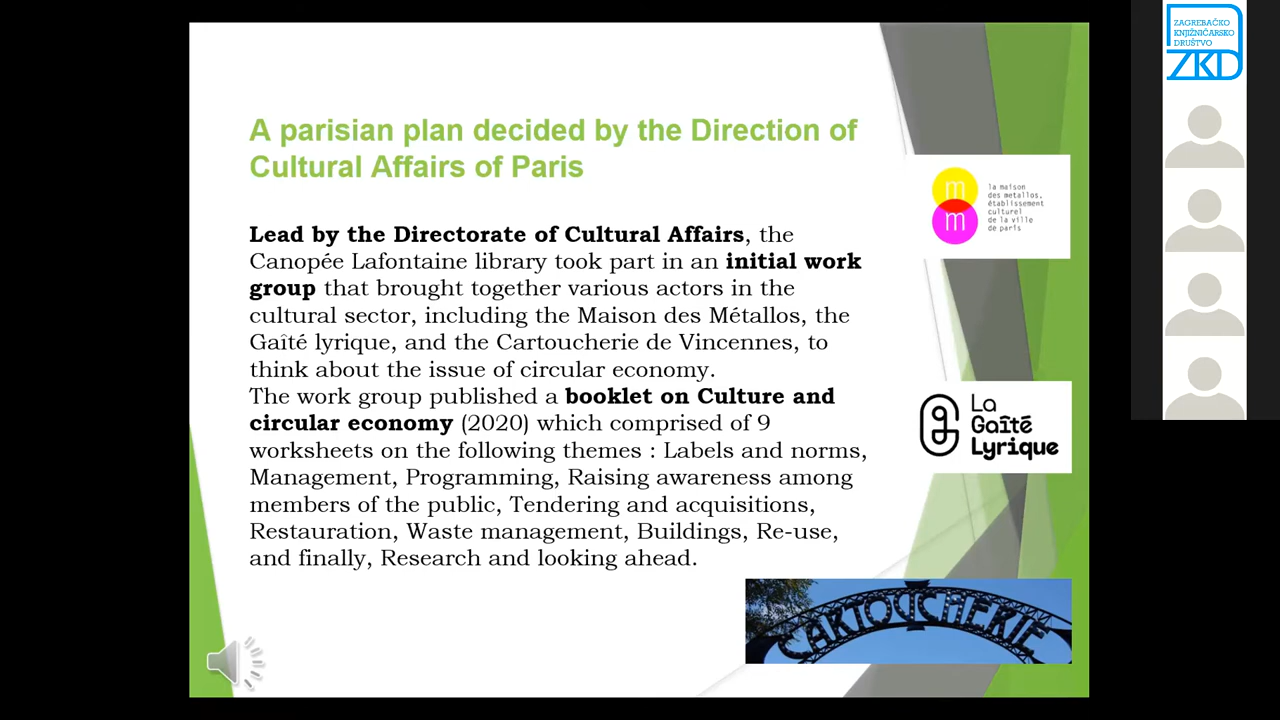 A parisian plan decided by the Direction of
Cultural Affairs of Paris
Lead by the Directorate of Cultural Affairs, the
Canopée Lafontaine library took part in an initial work
group that brought together various actors in the
cultural sector, including the Maison des Métallos, the
Gaîté lyrique, and the Cartoucherie de Vincennes, to
think about the issue of circular economy.
The work group published a booklet on Culture and
circular economy (2020) which comprised of 9
worksheets on the following themes : Labels and norms,
Management, Programming, Raising awareness among
members of the public, Tendering and acquisitions,
Restauration, Waste management, Buildings, Re-use,
and finally, Research and looking ahead.
m
m
la maison
des metallos,
établissement
culturel
de la ville
de paris
La
Gaîté
Lyrique
CARTOUCHERIE
ZAGREBAČKO
KNJIŽNIČARSKO
DRUŠTVO
ZKD